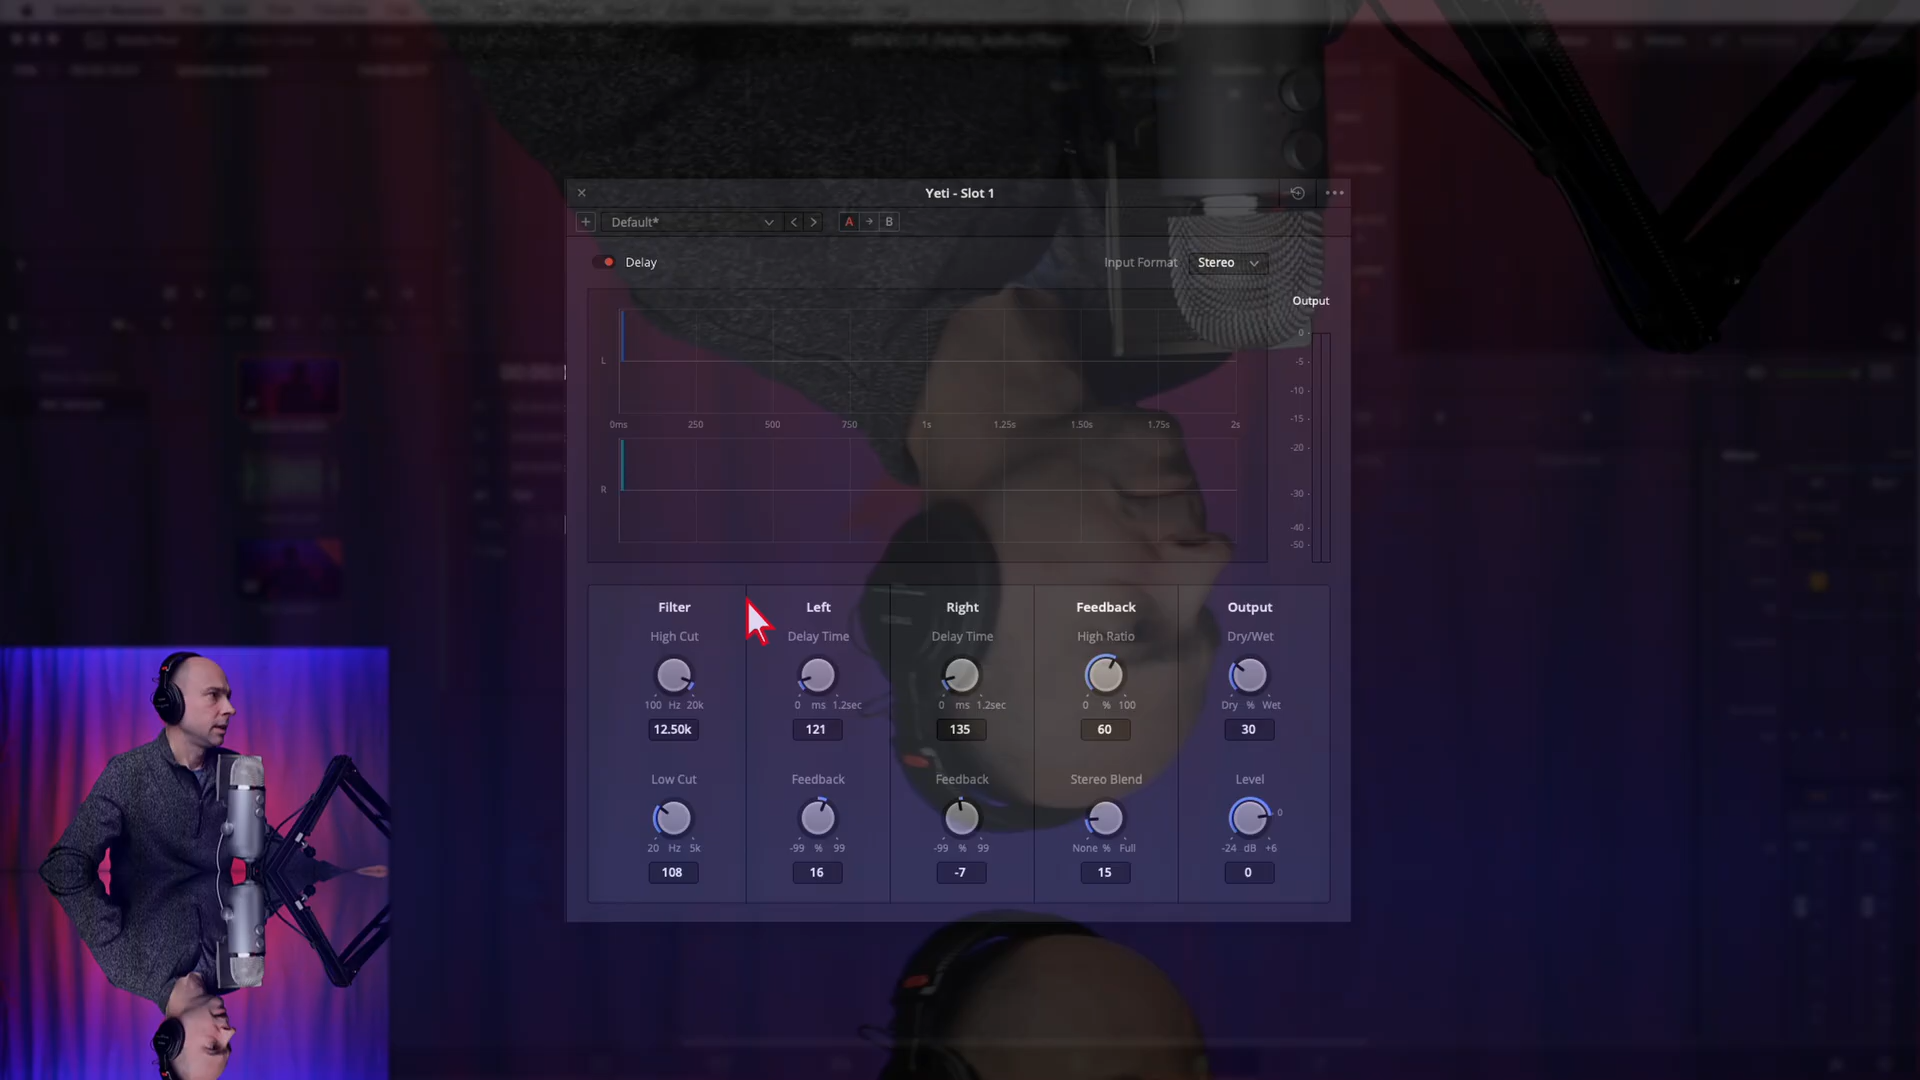 Yeti - Slot 1
Default*
A
B
Delay
Input Format
Stereo
Output
0
-5
-10
-15
-20
-30
-40
-50
L
0ms 250 500 750 1s 1.25s 1.50s 1.75s 2s
R
Filter Left Right Feedback Output
High Cut Delay Time Delay Time High Ratio Dry/Wet
100 Hz 20k 0 ms 1.2sec 0 ms 1.2sec 0 % 100 Dry % Wet
12.50k 121 135 60 30
Low Cut Feedback Feedback Stereo Blend Level
0
20 Hz 5k -99 % 99 -99 % 99 None % Full -24 dB +6
108 16 -7 15 0